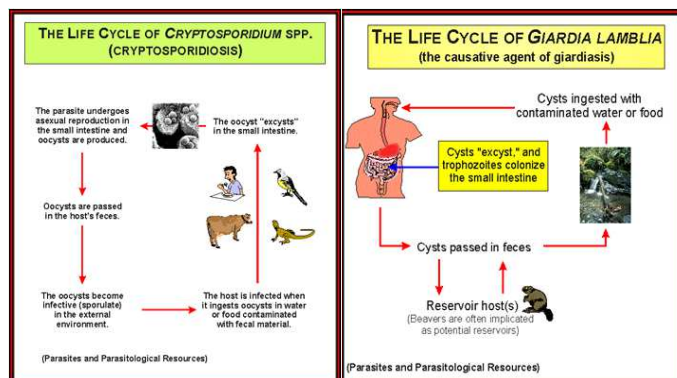 THE LIFE CYCLE OF CRYPTOSPORIDIUM SPP.
(CRYPTOSPORIDIOSIS)
The parasite undergoes
asexual reproduction in
the small intestine and
oocysts are produced.
The oocyst "excysts"
in the small intestine.
Oocysts are passed
in the host's feces.
The oocysts become
infective (sporulate)
in the external
environment.
The host is infected when
it ingests oocysts in water
or food contaminated
with fecal material.
(Parasites and Parasitological Resources)
THE LIFE CYCLE OF GIARDIA LAMBLIA
(the causative agent of giardiasis)
Cysts ingested with
contaminated water or food
Cysts "excyst," and
trophozoites colonize
the small intestine
Cysts passed in feces
Reservoir host(s)
(Beavers are often implicated
as potential reservoirs)
(Parasites and Parasitological Resources)